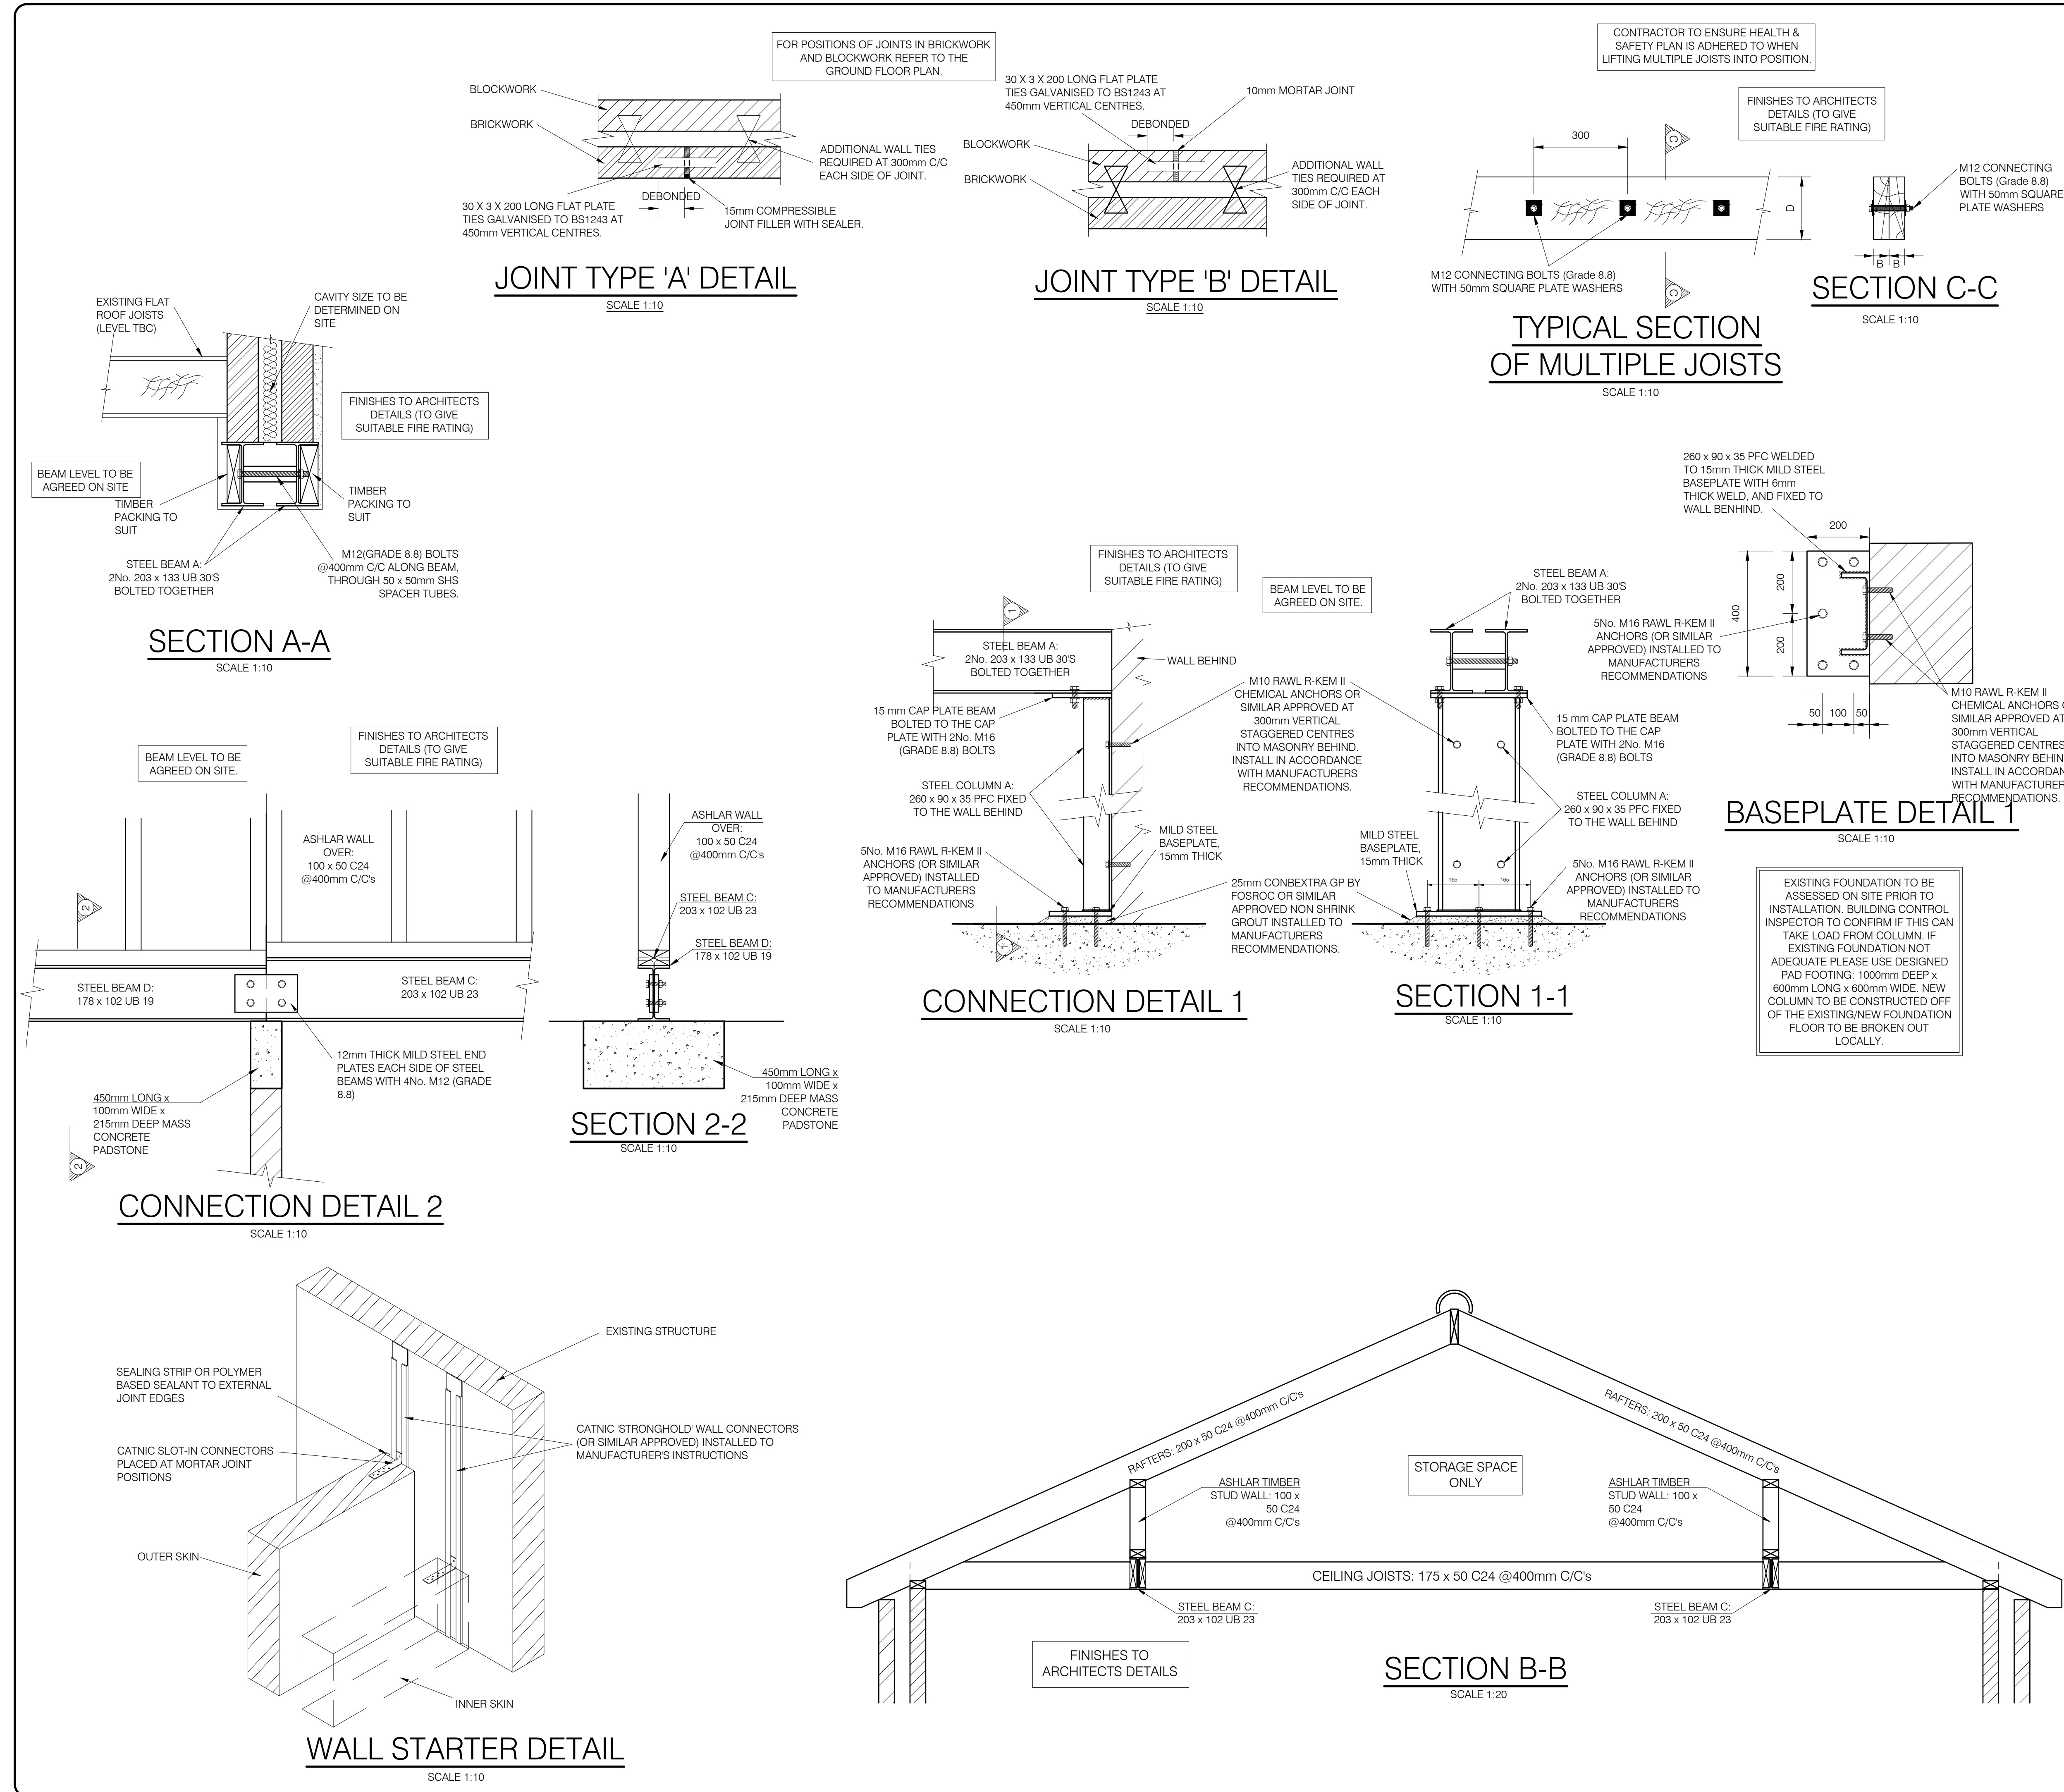 FOR POSITIONS OF JOINTS IN BRICKWORK
AND BLOCKWORK REFER TO THE
GROUND FLOOR PLAN.
BLOCKWORK
BRICKWORK
ADDITIONAL WALL TIES
REQUIRED AT 300mm C/C
EACH SIDE OF JOINT.
DEBONDED
30 X 3 X 200 LONG FLAT PLATE
TIES GALVANISED TO BS1243 AT
450mm VERTICAL CENTRES.
15mm COMPRESSIBLE
JOINT FILLER WITH SEALER.
JOINT TYPE 'A' DETAIL
SCALE 1:10
30 X 3 X 200 LONG FLAT PLATE
TIES GALVANISED TO BS1243 AT
450mm VERTICAL CENTRES.
10mm MORTAR JOINT
DEBONDED
BLOCKWORK
BRICKWORK
ADDITIONAL WALL
TIES REQUIRED AT
300mm C/C EACH
SIDE OF JOINT.
JOINT TYPE 'B' DETAIL
SCALE 1:10
CONTRACTOR TO ENSURE HEALTH &
SAFETY PLAN IS ADHERED TO WHEN
LIFTING MULTIPLE JOISTS INTO POSITION.
FINISHES TO ARCHITECTS
DETAILS (TO GIVE
SUITABLE FIRE RATING)
300
C
D
M12 CONNECTING BOLTS (Grade 8.8)
WITH 50mm SQUARE PLATE WASHERS
C
TYPICAL SECTION
OF MULTIPLE JOISTS
SCALE 1:10
M12 CONNECTING
BOLTS (Grade 8.8)
WITH 50mm SQUARE
PLATE WASHERS
B B
SECTION C-C
SCALE 1:10
EXISTING FLAT
ROOF JOISTS
(LEVEL TBC)
CAVITY SIZE TO BE
DETERMINED ON
SITE
FINISHES TO ARCHITECTS
DETAILS (TO GIVE
SUITABLE FIRE RATING)
BEAM LEVEL TO BE
AGREED ON SITE
TIMBER
PACKING TO
SUIT
TIMBER
PACKING TO
SUIT
STEEL BEAM A:
2No. 203 x 133 UB 30'S
BOLTED TOGETHER
M12(GRADE 8.8) BOLTS
@400mm C/C ALONG BEAM,
THROUGH 50 x 50mm SHS
SPACER TUBES.
SECTION A-A
SCALE 1:10
FINISHES TO ARCHITECTS
DETAILS (TO GIVE
SUITABLE FIRE RATING)
BEAM LEVEL TO BE
AGREED ON SITE.
1
STEEL BEAM A:
2No. 203 x 133 UB 30'S
BOLTED TOGETHER
WALL BEHIND
15 mm CAP PLATE BEAM
BOLTED TO THE CAP
PLATE WITH 2No. M16
(GRADE 8.8) BOLTS
M10 RAWL R-KEM II
CHEMICAL ANCHORS OR
SIMILAR APPROVED AT
300mm VERTICAL
STAGGERED CENTRES
INTO MASONRY BEHIND.
INSTALL IN ACCORDANCE
WITH MANUFACTURERS
RECOMMENDATIONS.
STEEL COLUMN A:
260 x 90 x 35 PFC FIXED
TO THE WALL BEHIND
MILD STEEL
BASEPLATE,
15mm THICK
5No. M16 RAWL R-KEM II
ANCHORS (OR SIMILAR
APPROVED) INSTALLED
TO MANUFACTURERS
RECOMMENDATIONS
25mm CONBEXTRA GP BY
FOSROC OR SIMILAR
APPROVED NON SHRINK
GROUT INSTALLED TO
MANUFACTURERS
RECOMMENDATIONS.
1
CONNECTION DETAIL 1
SCALE 1:10
STEEL BEAM A:
2No. 203 x 133 UB 30'S
BOLTED TOGETHER
15 mm CAP PLATE BEAM
BOLTED TO THE CAP
PLATE WITH 2No. M16
(GRADE 8.8) BOLTS
STEEL COLUMN A:
260 x 90 x 35 PFC FIXED
TO THE WALL BEHIND
MILD STEEL
BASEPLATE,
15mm THICK
165 165
5No. M16 RAWL R-KEM II
ANCHORS (OR SIMILAR
APPROVED) INSTALLED TO
MANUFACTURERS
RECOMMENDATIONS
SECTION 1-1
SCALE 1:10
260 x 90 x 35 PFC WELDED
TO 15mm THICK MILD STEEL
BASEPLATE WITH 6mm
THICK WELD, AND FIXED TO
WALL BENHIND.
200
400
200
200
5No. M16 RAWL R-KEM II
ANCHORS (OR SIMILAR
APPROVED) INSTALLED TO
MANUFACTURERS
RECOMMENDATIONS
50 100 50
M10 RAWL R-KEM II
CHEMICAL ANCHORS
SIMILAR APPROVED AT
300mm VERTICAL
STAGGERED CENTRES
INTO MASONRY BEHIN
INSTALL IN ACCORDAN
WITH MANUFACTURER
RECOMMENDATIONS.
BASEPLATE DETAIL 1
SCALE 1:10
EXISTING FOUNDATION TO BE
ASSESSED ON SITE PRIOR TO
INSTALLATION. BUILDING CONTROL
INSPECTOR TO CONFIRM IF THIS CAN
TAKE LOAD FROM COLUMN. IF
EXISTING FOUNDATION NOT
ADEQUATE PLEASE USE DESIGNED
PAD FOOTING: 1000mm DEEP x
600mm LONG x 600mm WIDE. NEW
COLUMN TO BE CONSTRUCTED OFF
OF THE EXISTING/NEW FOUNDATION
FLOOR TO BE BROKEN OUT
LOCALLY.
BEAM LEVEL TO BE
AGREED ON SITE.
FINISHES TO ARCHITECTS
DETAILS (TO GIVE
SUITABLE FIRE RATING)
ASHLAR WALL
OVER:
100 x 50 C24
@400mm C/C's
2
STEEL BEAM D:
178 x 102 UB 19
STEEL BEAM C:
203 x 102 UB 23
12mm THICK MILD STEEL END
PLATES EACH SIDE OF STEEL
BEAMS WITH 4No. M12 (GRADE
8.8)
450mm LONG x
100mm WIDE x
215mm DEEP MASS
CONCRETE
PADSTONE
2
CONNECTION DETAIL 2
SCALE 1:10
ASHLAR WALL
OVER:
100 x 50 C24
@400mm C/C's
STEEL BEAM C:
203 x 102 UB 23
STEEL BEAM D:
178 x 102 UB 19
450mm LONG x
100mm WIDE x
215mm DEEP MASS
CONCRETE
PADSTONE
SECTION 2-2
SCALE 1:10
EXISTING STRUCTURE
SEALING STRIP OR POLYMER
BASED SEALANT TO EXTERNAL
JOINT EDGES
CATNIC SLOT-IN CONNECTORS
PLACED AT MORTAR JOINT
POSITIONS
CATNIC 'STRONGHOLD' WALL CONNECTORS
(OR SIMILAR APPROVED) INSTALLED TO
MANUFACTURER'S INSTRUCTIONS
OUTER SKIN
INNER SKIN
WALL STARTER DETAIL
SCALE 1:10
RAFTERS: 200 x 50 C24 @400mm C/C's
RAFTERS: 200 x 50 C24 @400mm C/C's
STORAGE SPACE
ONLY
ASHLAR TIMBER
STUD WALL: 100 x
50 C24
@400mm C/C's
ASHLAR TIMBER
STUD WALL: 100 x
50 C24
@400mm C/C's
CEILING JOISTS: 175 x 50 C24 @400mm C/C's
STEEL BEAM C:
203 x 102 UB 23
STEEL BEAM C:
203 x 102 UB 23
FINISHES TO
ARCHITECTS DETAILS
SECTION B-B
SCALE 1:20